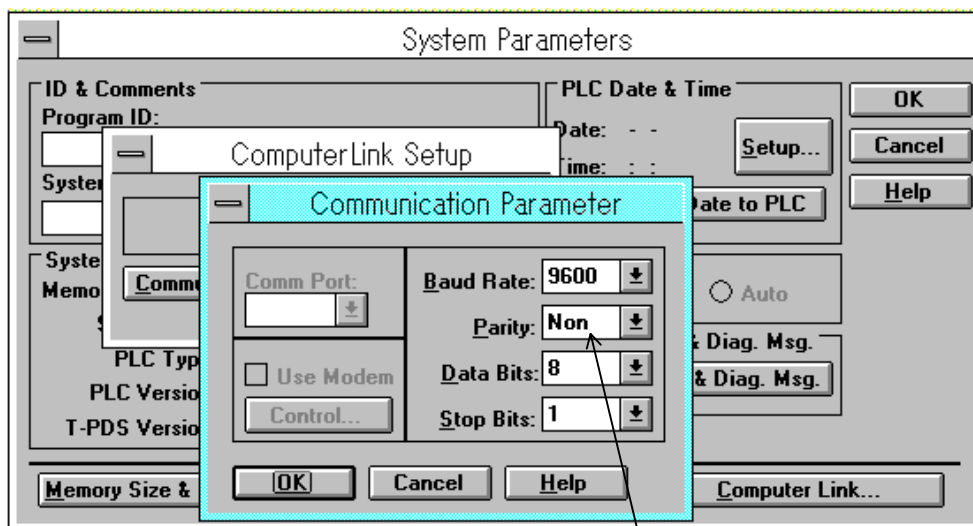 System Parameters
ID & Comments
Program ID:
PLC Date & Time
Date: - -
Time: : :
Setup...
OK
Cancel
Help
ComputerLink Setup
Communication Parameter
Comm Port:
Use Modem
Control...
Baud Rate: 9600
Parity: Non
Data Bits: 8
Stop Bits: 1
OK
Cancel
Help
Date to PLC
Auto
& Diag. Msg.
& Diag. Msg.
PLC Typ
PLC Versio
T-PDS Versio
Memory Size &
Computer Link...